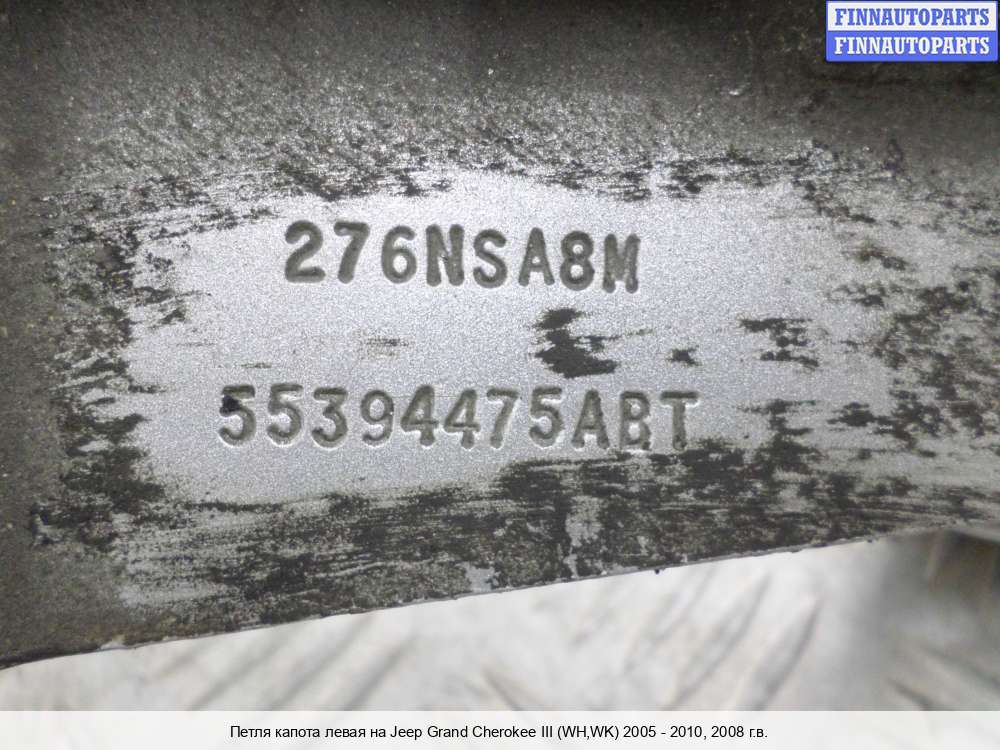 FINNAUTOPARTS
FINNAUTOPARTS
276NSA8M
55394475ABT
Петля капота левая на Jeep Grand Cherokee III (WH,WK) 2005 - 2010, 2008 г.в.